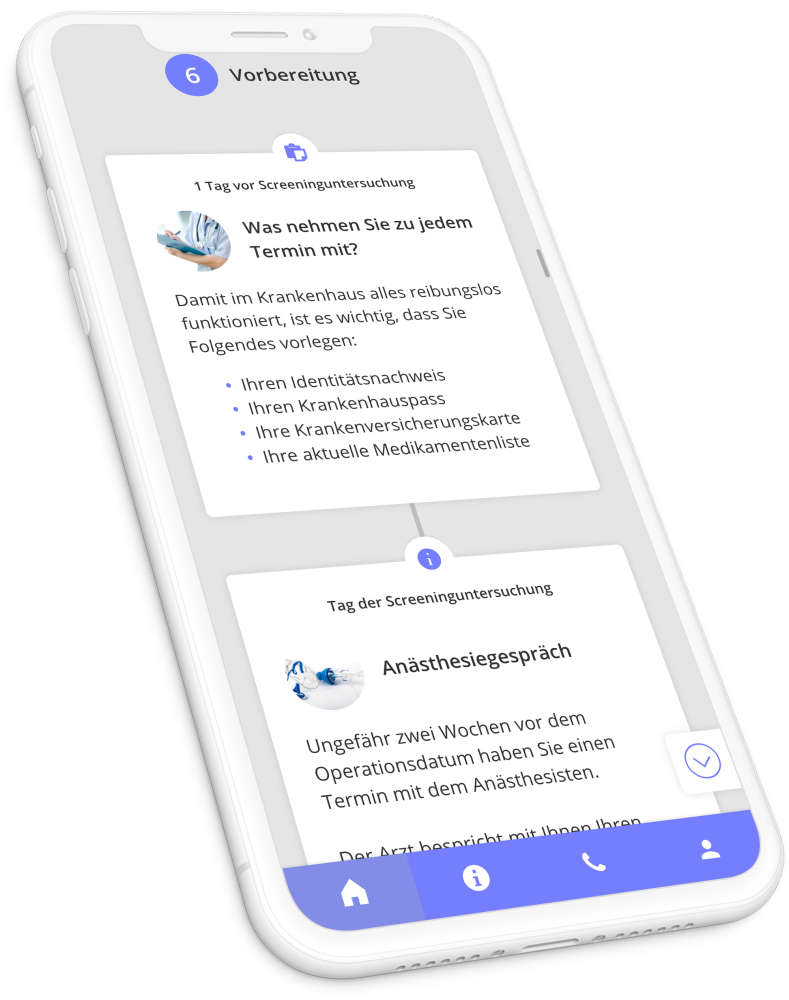 6 Vorbereitung
1 Tag vor Screeninguntersuchung
Was nehmen Sie zu jedem
Termin mit?
Damit im Krankenhaus alles reibungslos
funktioniert, ist es wichtig, dass Sie
Folgendes vorlegen:
• Ihren Identitätsnachweis
• Ihren Krankenhauspass
• Ihre Krankenversicherungskarte
• Ihre aktuelle Medikamentenliste
Tag der Screeninguntersuchung
Anästhesiegespräch
Ungefähr zwei Wochen vor dem
Operationsdatum haben Sie einen
Termin mit dem Anästhesisten.
Der Arzt bespricht mit Ihnen Ihren